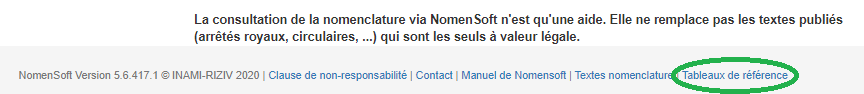 La consultation de la nomenclature via NomenSoft n'est qu'une aide. Elle ne remplace pas les textes publiés
(arrêtés royaux, circulaires, ...) qui sont les seuls à valeur légale.
NomenSoft Version 5.6.417.1 © INAMI-RIZIV 2020 | Clause de non-responsabilité | Contact | Manuel de Nomensoft | Textes nomenclature | Tableaux de référence